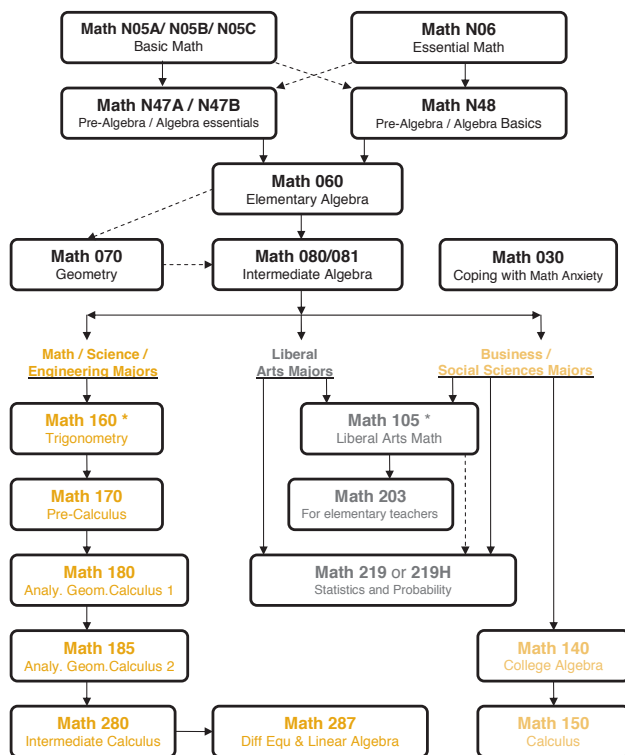 Math N05A/ N05B/ N05C
Basic Math
Math N06
Essential Math
Math N47A / N47B
Pre-Algebra / Algebra essentials
Math N48
Pre-Algebra / Algebra Basics
Math 060
Elementary Algebra
Math 070
Geometry
Math 080/081
Intermediate Algebra
Math 030
Coping with Math Anxiety
Math / Science /
Engineering Majors
Liberal
Arts Majors
Business /
Social Sciences Majors
Math 160 *
Trigonometry
Math 105 *
Liberal Arts Math
Math 170
Pre-Calculus
Math 203
For elementary teachers
Math 180
Analy. Geom.Calculus 1
Math 219 or 219H
Statistics and Probability
Math 185
Analy. Geom.Calculus 2
Math 140
College Algebra
Math 280
Intermediate Calculus
Math 287
Diff Equ & Linear Algebra
Math 150
Calculus